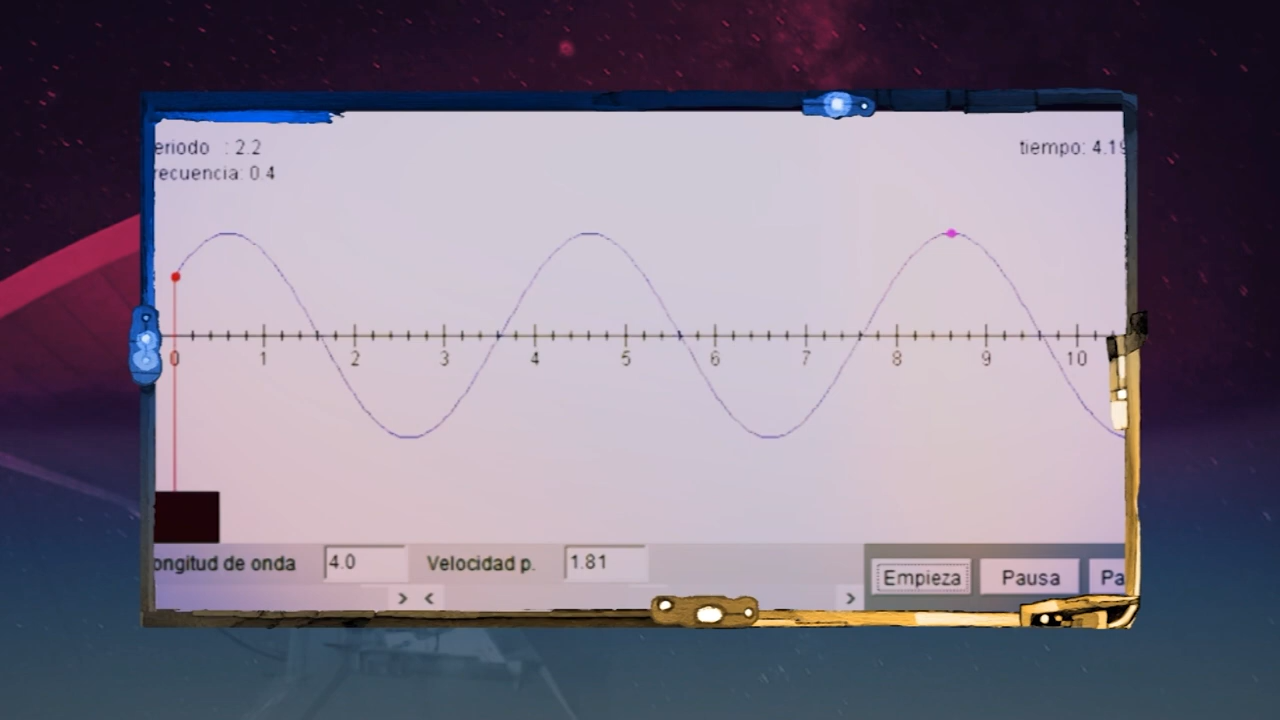 eriodo : 2.2
tiempo: 4.19
recuencia: 0.4
0 1 2 3 4 5 6 7 8 9 10
ongitud de onda 4.0 Velocidad p. 1.81
Empieza Pausa Pa